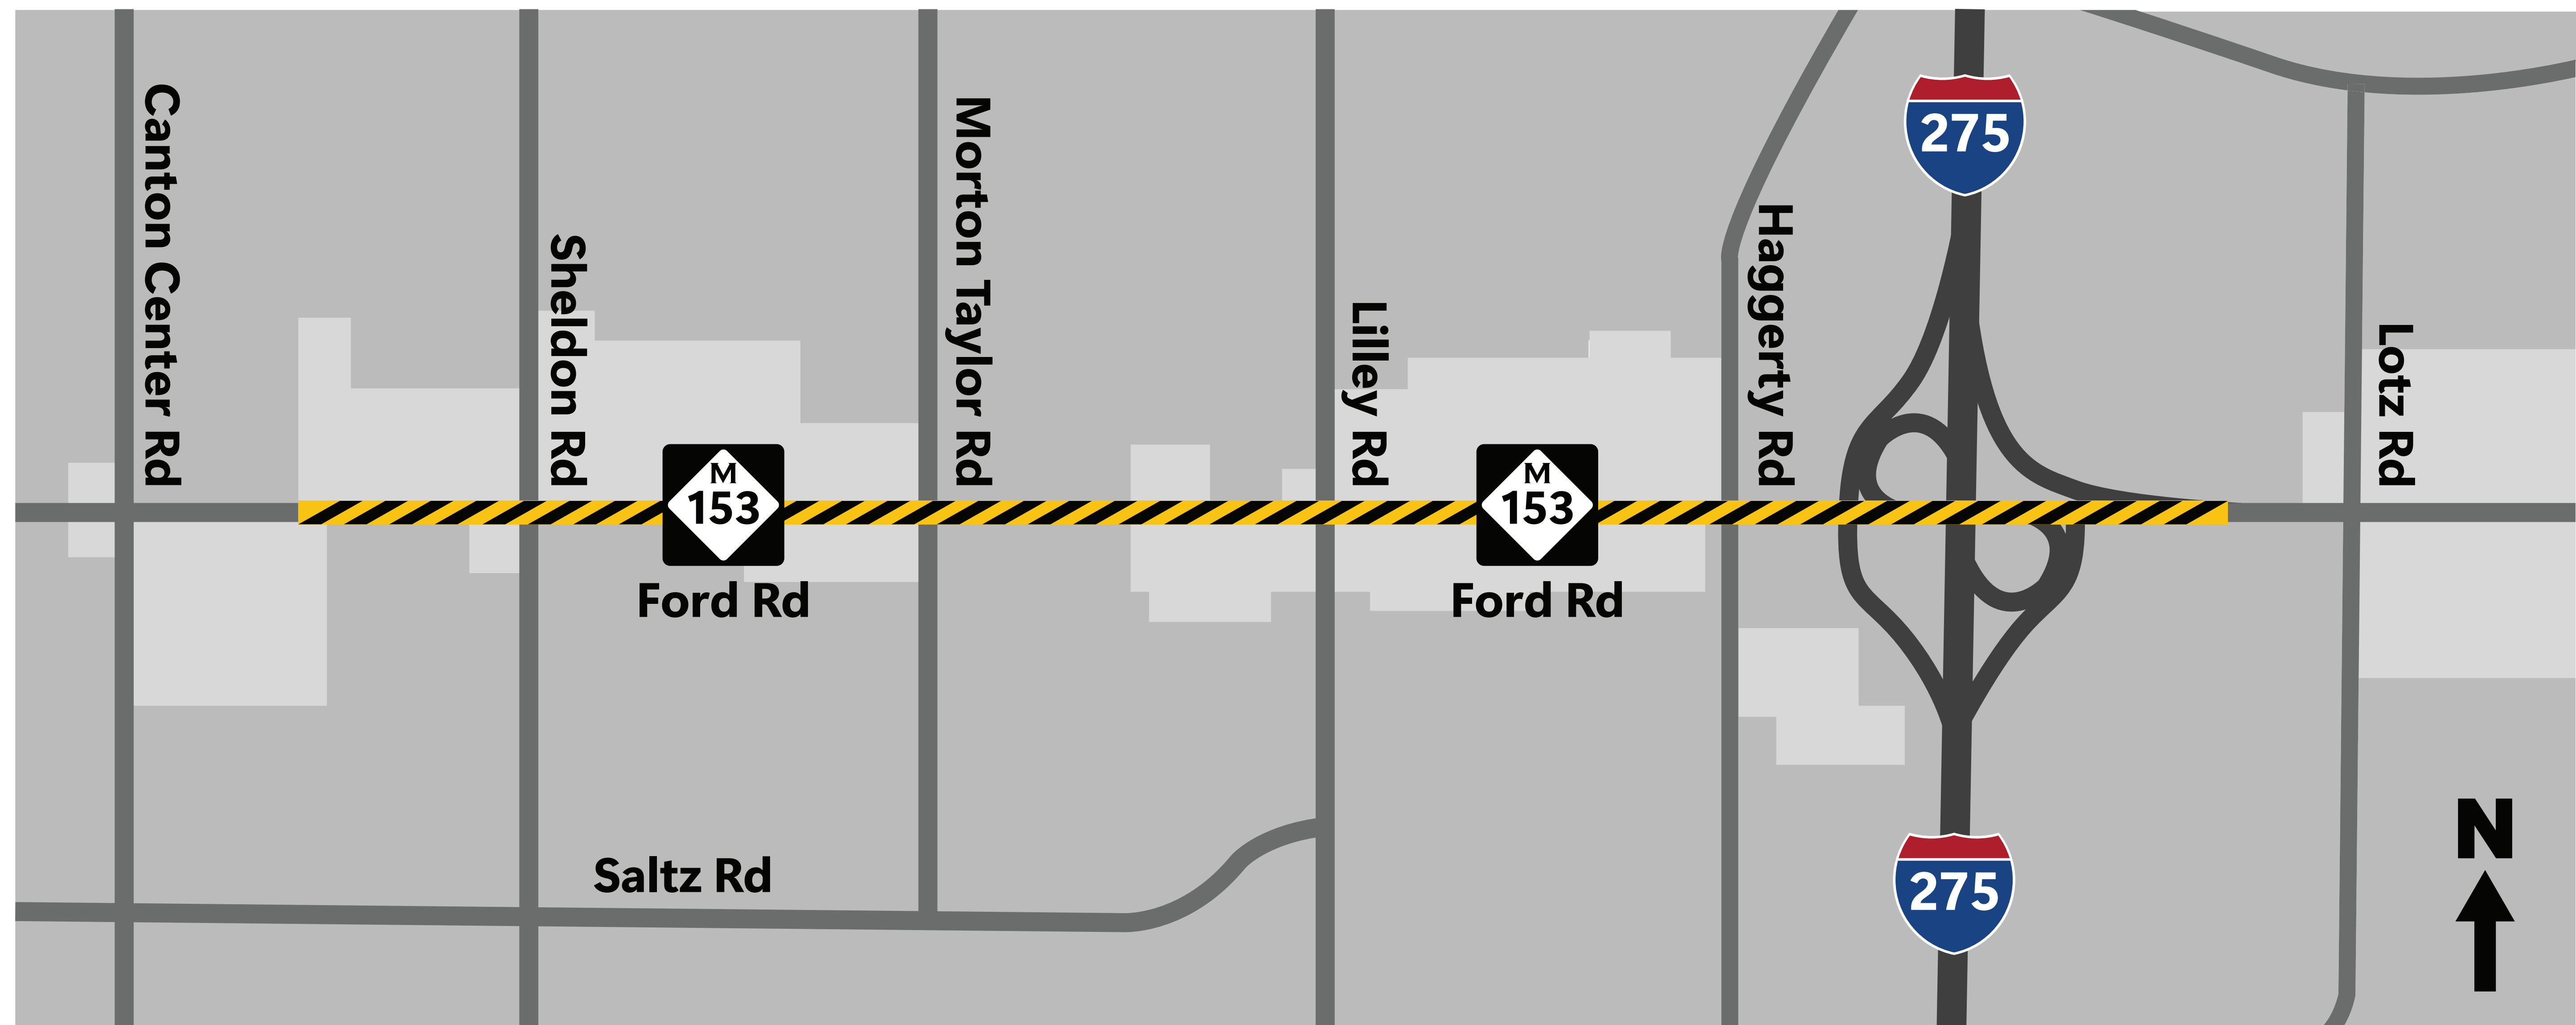 275
Canton Center Rd
Sheldon Rd
Morton Taylor Rd
Lilley Rd
Haggerty Rd
Lotz Rd
M
153
Ford Rd
M
153
Ford Rd
Saltz Rd
275
N